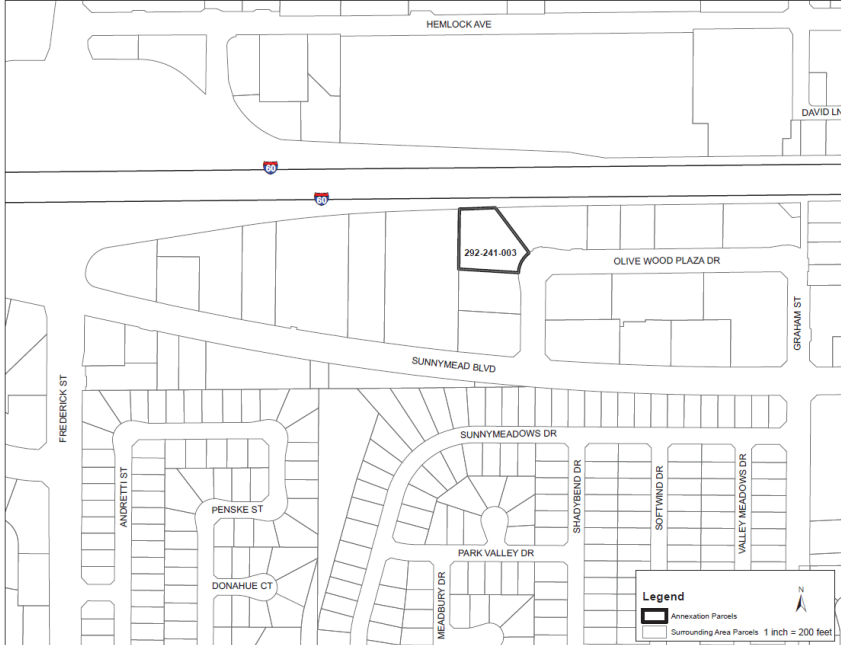 HEMLOCK AVE
DAVID LN
60
60
292-241-003
OLIVE WOOD PLAZA DR
GRAHAM ST
SUNNYMEAD BLVD
FREDERICK ST
SUNNYMEADOWS DR
ANDRETTI ST
SHADYBEND DR
SOFTWIND DR
VALLEY MEADOWS DR
PENSKE ST
PARK VALLEY DR
DONAHUE CT
MEADBURY DR
Legend
N
Annexation Parcels
Surrounding Area Parcels 1 inch = 200 feet